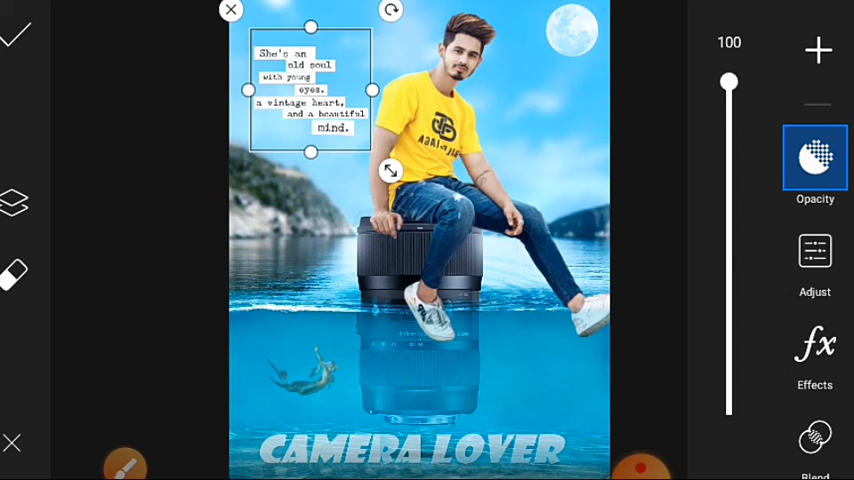 100
She's an
old soul
with young
eyes,
a vintage heart,
and a beautiful
mind.
Opacity
Adjust
fx
Effects
CAMERA LOVER
Blend